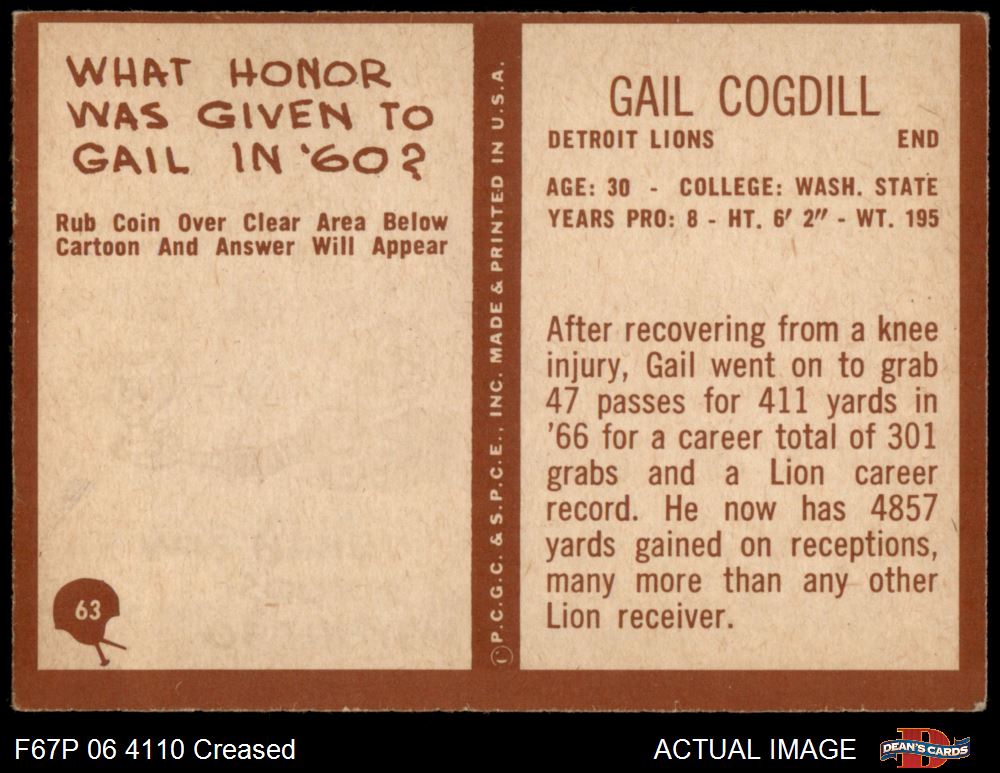 WHAT HONOR
WAS GIVEN TO
GAIL IN '60?
Rub Coin Over Clear Area Below
Cartoon And Answer Will Appear
63
©P.C.G.C. & S.P.C.E., INC. MADE & PRINTED IN U.S.A.
GAIL COGDILL
DETROIT LIONS END
AGE: 30 - COLLEGE: WASH. STATE
YEARS PRO: 8 - HT. 6' 2" - WT. 195
After recovering from a knee
injury, Gail went on to grab
47 passes for 411 yards in
'66 for a career total of 301
grabs and a Lion career
record. He now has 4857
yards gained on receptions,
many more than any other
Lion receiver.
F67P 06 4110 Creased
ACTUAL IMAGE
D
DEAN'S CARDS